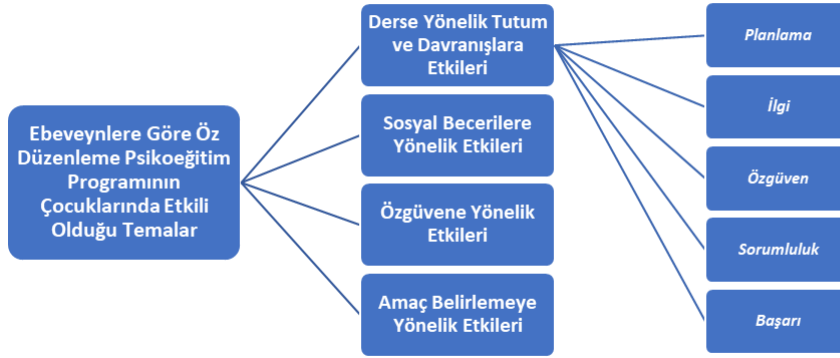 Ebeveynlere Göre Öz
Düzenleme Psikoeğitim
Programının
Çocuklarında Etkili
Olduğu Temalar
Derse Yönelik Tutum
ve Davranışlara
Etkileri
Sosyal Becerilere
Yönelik Etkileri
Özgüvene Yönelik
Etkileri
Amaç Belirlemeye
Yönelik Etkileri
Planlama
İlgi
Özgüven
Sorumluluk
Başarı